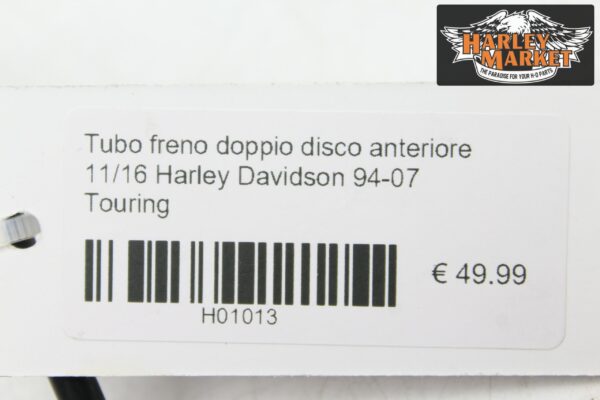 HARLEY
MARKET
THE PARADISE FOR YOUR H-D PARTS
Tubo freno doppio disco anteriore
11/16 Harley Davidson 94-07
Touring
€ 49.99
H01013